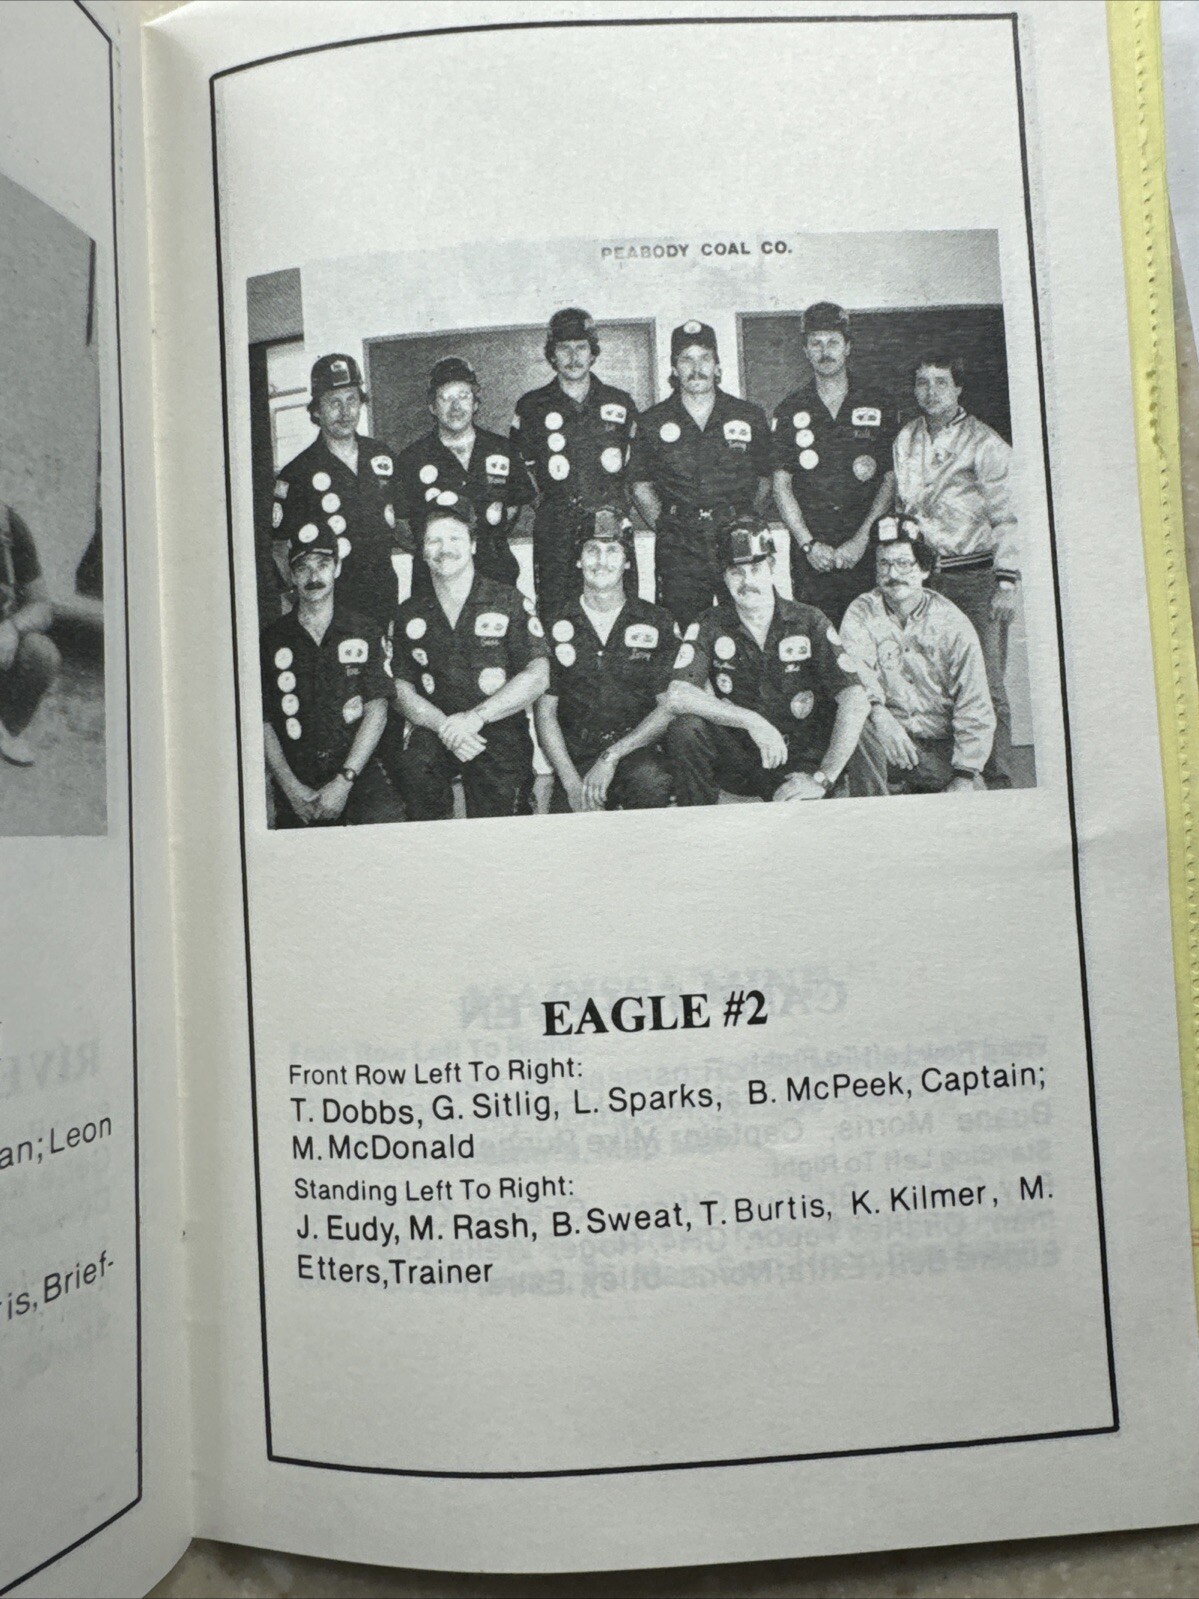 an; Leon
is, Brief-
PEABODY COAL CO.
EAGLE #2
Front Row Left To Right:
T. Dobbs, G. Sitlig, L. Sparks, B. McPeek, Captain;
M. McDonald
Standing Left To Right:
J. Eudy, M. Rash, B. Sweat, T. Burtis, K. Kilmer, M.
Etters, Trainer